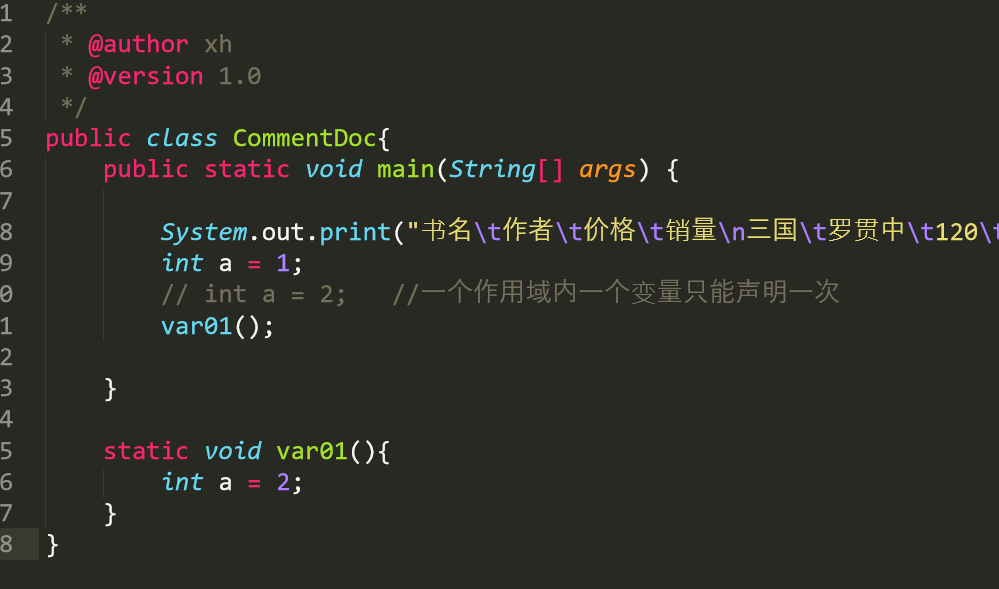 1 /**
2  * @author xh
3  * @version 1.0
4  */
5 public class CommentDoc{
6     public static void main(String[] args) {
7
8         System.out.print("书名\t作者\t价格\t销量\n三国\t罗贯中\t120\t
9         int a = 1;
0         // int a = 2;   //一个作用域内一个变量只能声明一次
1         var01();
2
3     }
4
5     static void var01(){
6         int a = 2;
7     }
8 }